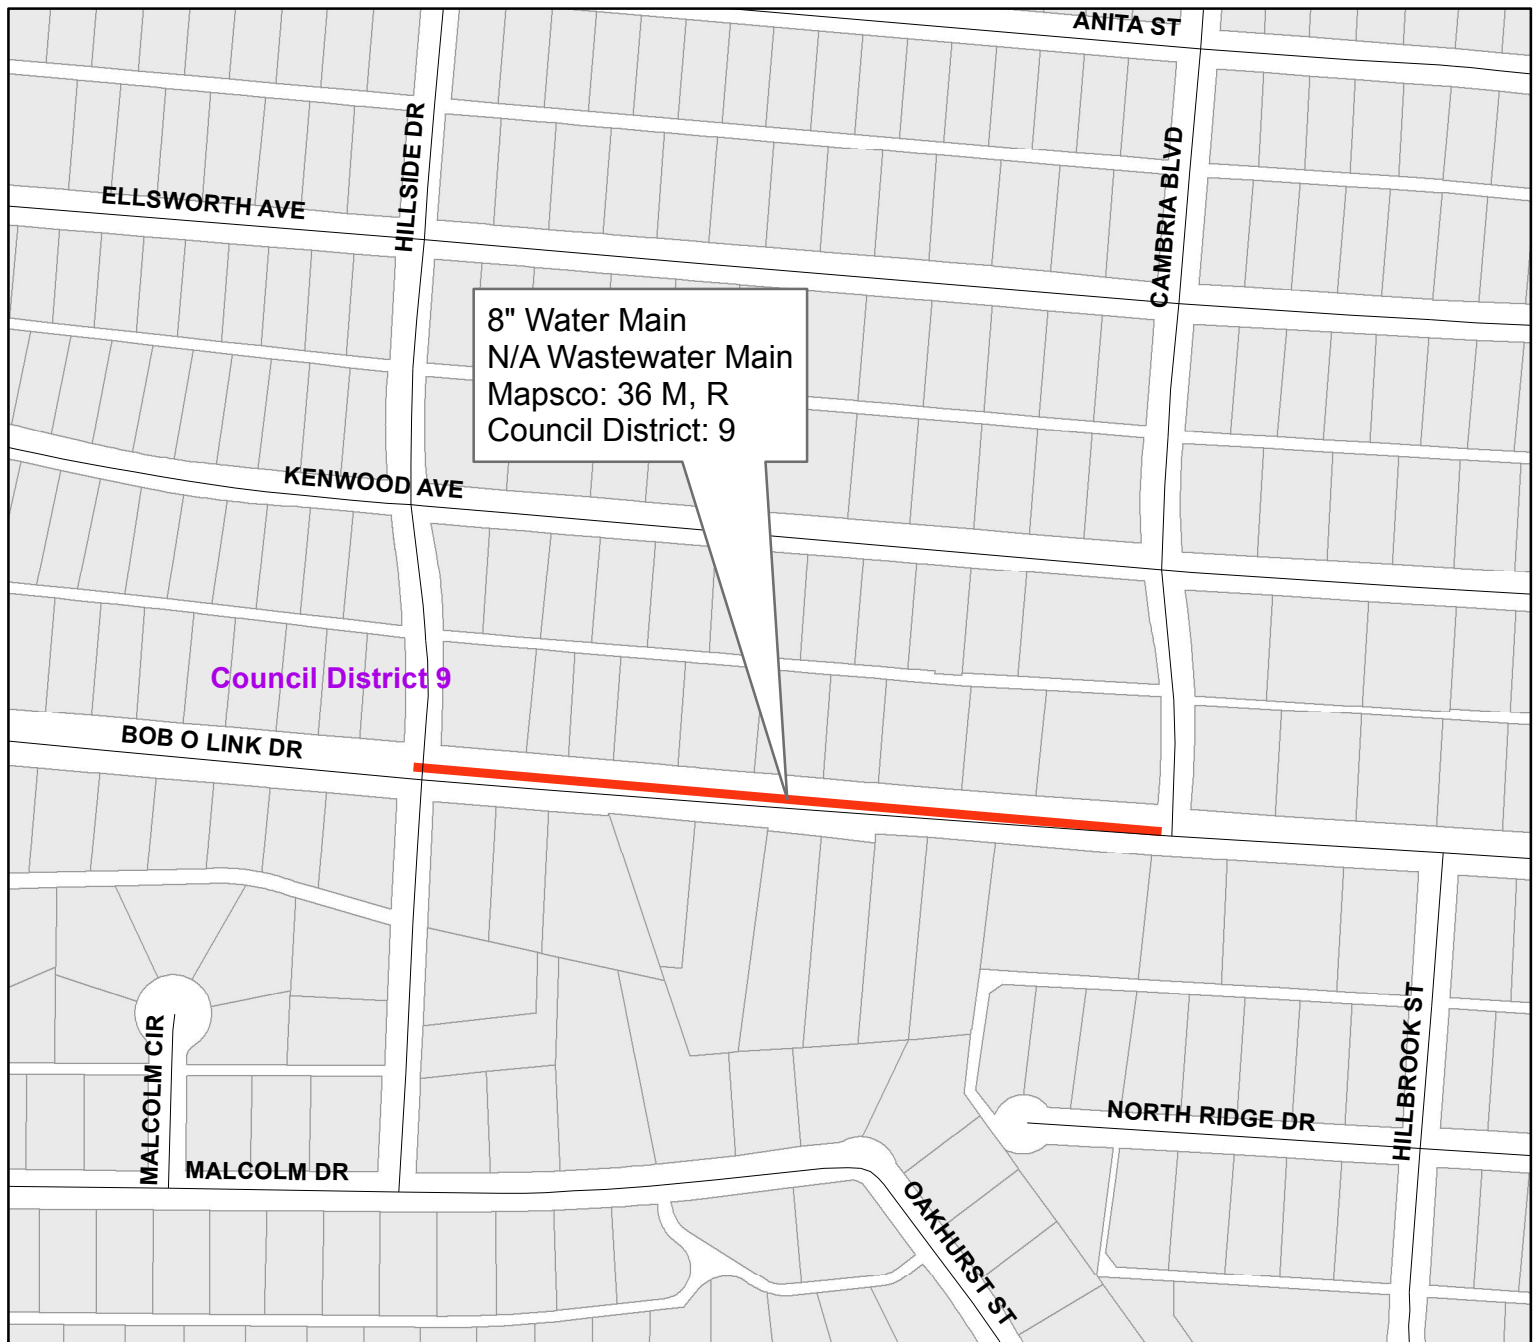 ANITA ST
HILLSIDE DR
CAMBRIA BLVD
ELLSWORTH AVE
8" Water Main
N/A Wastewater Main
Mapsco: 36 M, R
Council District: 9
KENWOOD AVE
Council District 9
BOB O LINK DR
MALCOLM CIR
HILLBROOK ST
NORTH RIDGE DR
MALCOLM DR
OAKHURST ST